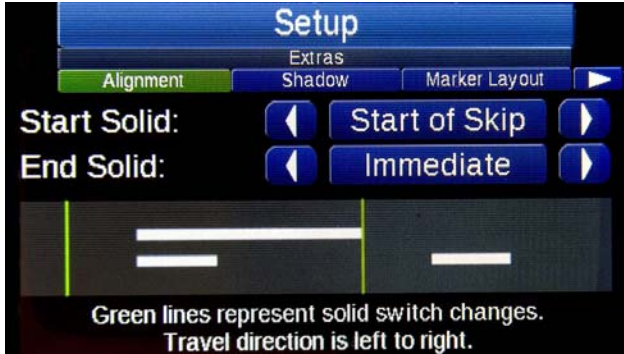 Setup
Extras
Alignment Shadow Marker Layout
Start Solid: Start of Skip
End Solid: Immediate
Green lines represent solid switch changes.
Travel direction is left to right.